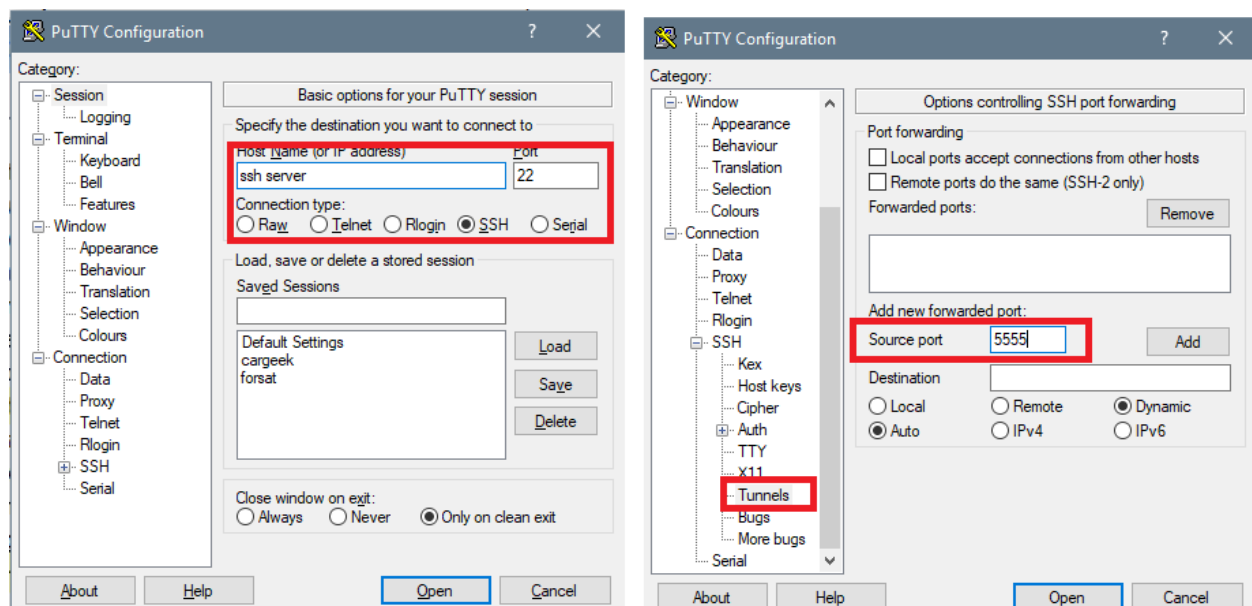 PuTTY Configuration
?
Category:
Session
Logging
Terminal
Keyboard
Bell
Features
Window
Appearance
Behaviour
Translation
Selection
Colours
Connection
Data
Proxy
Telnet
Rlogin
SSH
Serial
Basic options for your PuTTY session
Specify the destination you want to connect to
Host Name (or IP address) Port
ssh server 22
Connection type:
Raw Telnet Rlogin SSH Serial
Load, save or delete a stored session
Saved Sessions
Default Settings
cargeek
forsat
Load
Save
Delete
Close window on exit:
Always Never Only on clean exit
About Help Open Cancel
PuTTY Configuration
?
Category:
Window
Appearance
Behaviour
Translation
Selection
Colours
Connection
Data
Proxy
Telnet
Rlogin
SSH
Kex
Host keys
Cipher
Auth
TTY
X11
Tunnels
Bugs
More bugs
Serial
Options controlling SSH port forwarding
Port forwarding
Local ports accept connections from other hosts
Remote ports do the same (SSH-2 only)
Forwarded ports: Remove
Add new forwarded port:
Source port 5555 Add
Destination
Local Remote Dynamic
Auto IPv4 IPv6
About Help Open Cancel